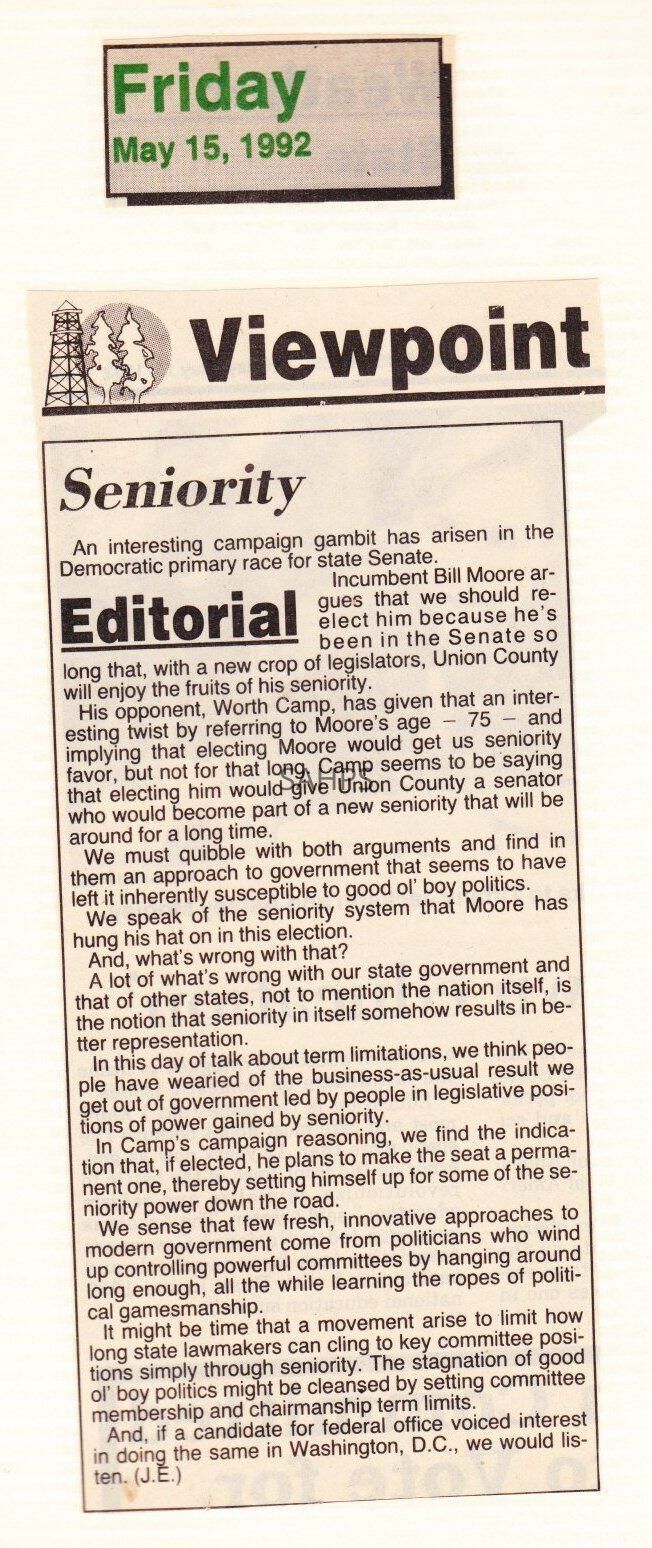 Friday
May 15, 1992
Viewpoint
Seniority
An interesting campaign gambit has arisen in the
Democratic primary race for state Senate.
Editorial
Incumbent Bill Moore ar-
gues that we should re-
elect him because he's
been in the Senate so
long that, with a new crop of legislators, Union County
will enjoy the fruits of his seniority.
His opponent, Worth Camp, has given that an inter-
esting twist by referring to Moore's age – 75 – and
implying that electing Moore would get us seniority
favor, but not for that long. Camp seems to be saying
that electing him would give Union County a senator
who would become part of a new seniority that will be
around for a long time.
We must quibble with both arguments and find in
them an approach to government that seems to have
left it inherently susceptible to good ol' boy politics.
We speak of the seniority system that Moore has
hung his hat on in this election.
And, what's wrong with that?
A lot of what's wrong with our state government and
that of other states, not to mention the nation itself, is
the notion that seniority in itself somehow results in be-
tter representation.
In this day of talk about term limitations, we think peo-
ple have wearied of the business-as-usual result we
get out of government led by people in legislative posi-
tions of power gained by seniority.
In Camp's campaign reasoning, we find the indica-
tion that, if elected, he plans to make the seat a perma-
nent one, thereby setting himself up for some of the se-
niority power down the road.
We sense that few fresh, innovative approaches to
modern government come from politicians who wind
up controlling powerful committees by hanging around
long enough, all the while learning the ropes of politi-
cal gamesmanship.
It might be time that a movement arise to limit how
long state lawmakers can cling to key committee posi-
tions simply through seniority. The stagnation of good
ol' boy politics might be cleansed by setting committee
membership and chairmanship term limits.
And, if a candidate for federal office voiced interest
in doing the same in Washington, D.C., we would lis-
ten. (J.E.)